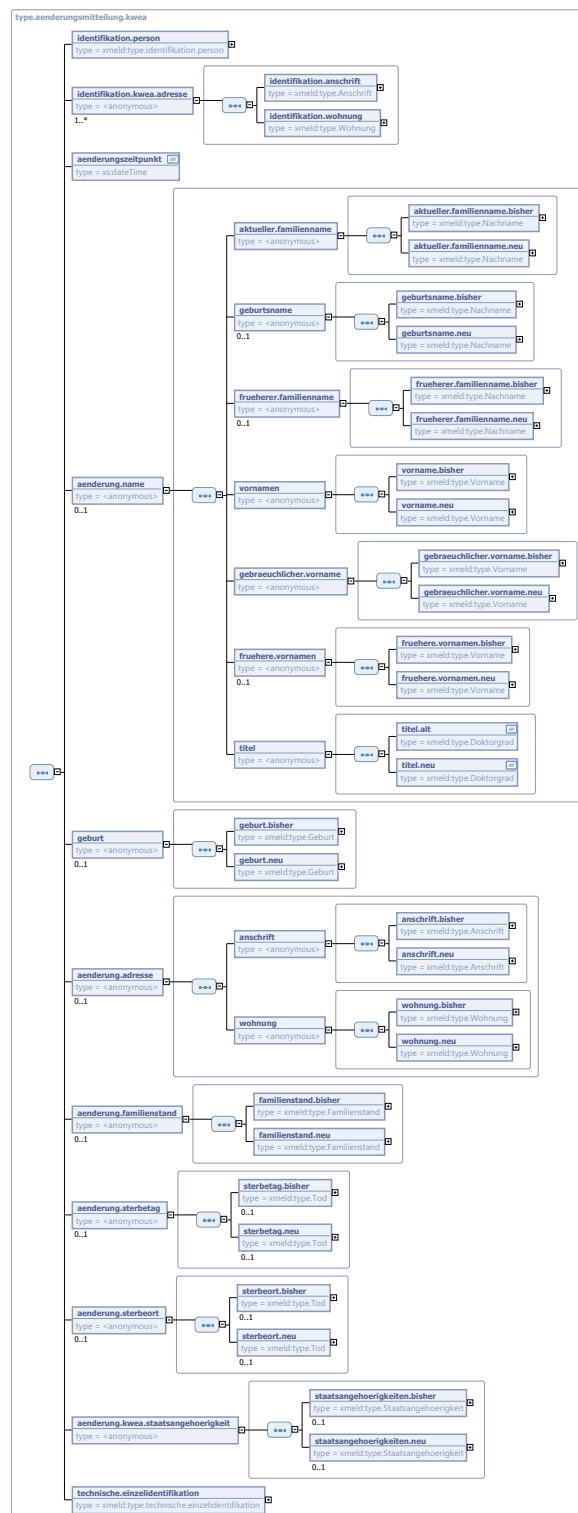 type.aenderungsmitteilung.kwea
identifikation.person
type = xmeld:type.identifikation.person
identifikation.kwea.adresse
type = <anonymous>
1..*
identifikation.anschrift
type = xmeld:type.Anschrift
identifikation.wohnung
type = xmeld:type.Wohnung
aenderungszeitpunkt
type = xs:dateTime
aenderung.name
type = <anonymous>
0..1
aktueller.familienname
type = <anonymous>
aktueller.familienname.bisher
type = xmeld:type.Nachname
aktueller.familienname.neu
type = xmeld:type.Nachname
geburtsname
type = <anonymous>
0..1
geburtsname.bisher
type = xmeld:type.Nachname
geburtsname.neu
type = xmeld:type.Nachname
frueherer.familienname
type = <anonymous>
0..1
frueherer.familienname.bisher
type = xmeld:type.Nachname
frueherer.familienname.neu
type = xmeld:type.Nachname
vornamen
type = <anonymous>
vorname.bisher
type = xmeld:type.Vorname
vorname.neu
type = xmeld:type.Vorname
gebraeuchlicher.vorname
type = <anonymous>
gebraeuchlicher.vorname.bisher
type = xmeld:type.Vorname
gebraeuchlicher.vorname.neu
type = xmeld:type.Vorname
fruehere.vornamen
type = <anonymous>
0..1
fruehere.vornamen.bisher
type = xmeld:type.Vorname
fruehere.vornamen.neu
type = xmeld:type.Vorname
titel
type = <anonymous>
titel.alt
type = xmeld:type.Doktorgrad
titel.neu
type = xmeld:type.Doktorgrad
geburt
type = <anonymous>
0..1
geburt.bisher
type = xmeld:type.Geburt
geburt.neu
type = xmeld:type.Geburt
aenderung.adresse
type = <anonymous>
0..1
anschrift
type = <anonymous>
anschrift.bisher
type = xmeld:type.Anschrift
anschrift.neu
type = xmeld:type.Anschrift
wohnung
type = <anonymous>
wohnung.bisher
type = xmeld:type.Wohnung
wohnung.neu
type = xmeld:type.Wohnung
aenderung.familienstand
type = <anonymous>
0..1
familienstand.bisher
type = xmeld:type.Familienstand
familienstand.neu
type = xmeld:type.Familienstand
aenderung.sterbetag
type = <anonymous>
0..1
sterbetag.bisher
type = xmeld:type.Tod
0..1
sterbetag.neu
type = xmeld:type.Tod
0..1
aenderung.sterbeort
type = <anonymous>
0..1
sterbeort.bisher
type = xmeld:type.Tod
0..1
sterbeort.neu
type = xmeld:type.Tod
0..1
aenderung.kwea.staatsangehoerigkeit
type = <anonymous>
staatsangehoerigkeiten.bisher
type = xmeld:type.Staatsangehoerigkeit
0..1
staatsangehoerigkeiten.neu
type = xmeld:type.Staatsangehoerigkeit
0..1
technische.einzelidentifikation
type = xmeld:type.technische.einzelidentifikation